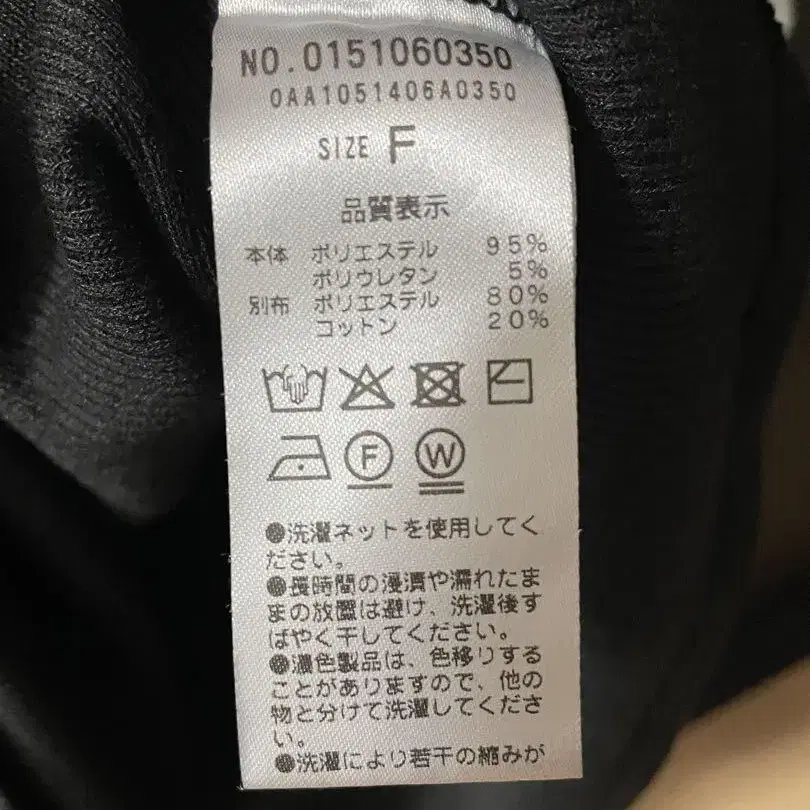 NO.0151060350
0AA1051406A0350
SIZE F
品質表示
本体 ポリエステル 95%
ポリウレタン 5%
別布 ポリエステル 80%
コットン 20%
F W
●洗濯ネットを使用してく
ださい。
●長時間の浸漬や濡れたま
まの放置は避け、洗濯後す
ばやく干してください。
●濃色製品は、色移りする
ことがありますので、他の
物と分けて洗濯してくださ
い。
●洗濯により若干の縮みが